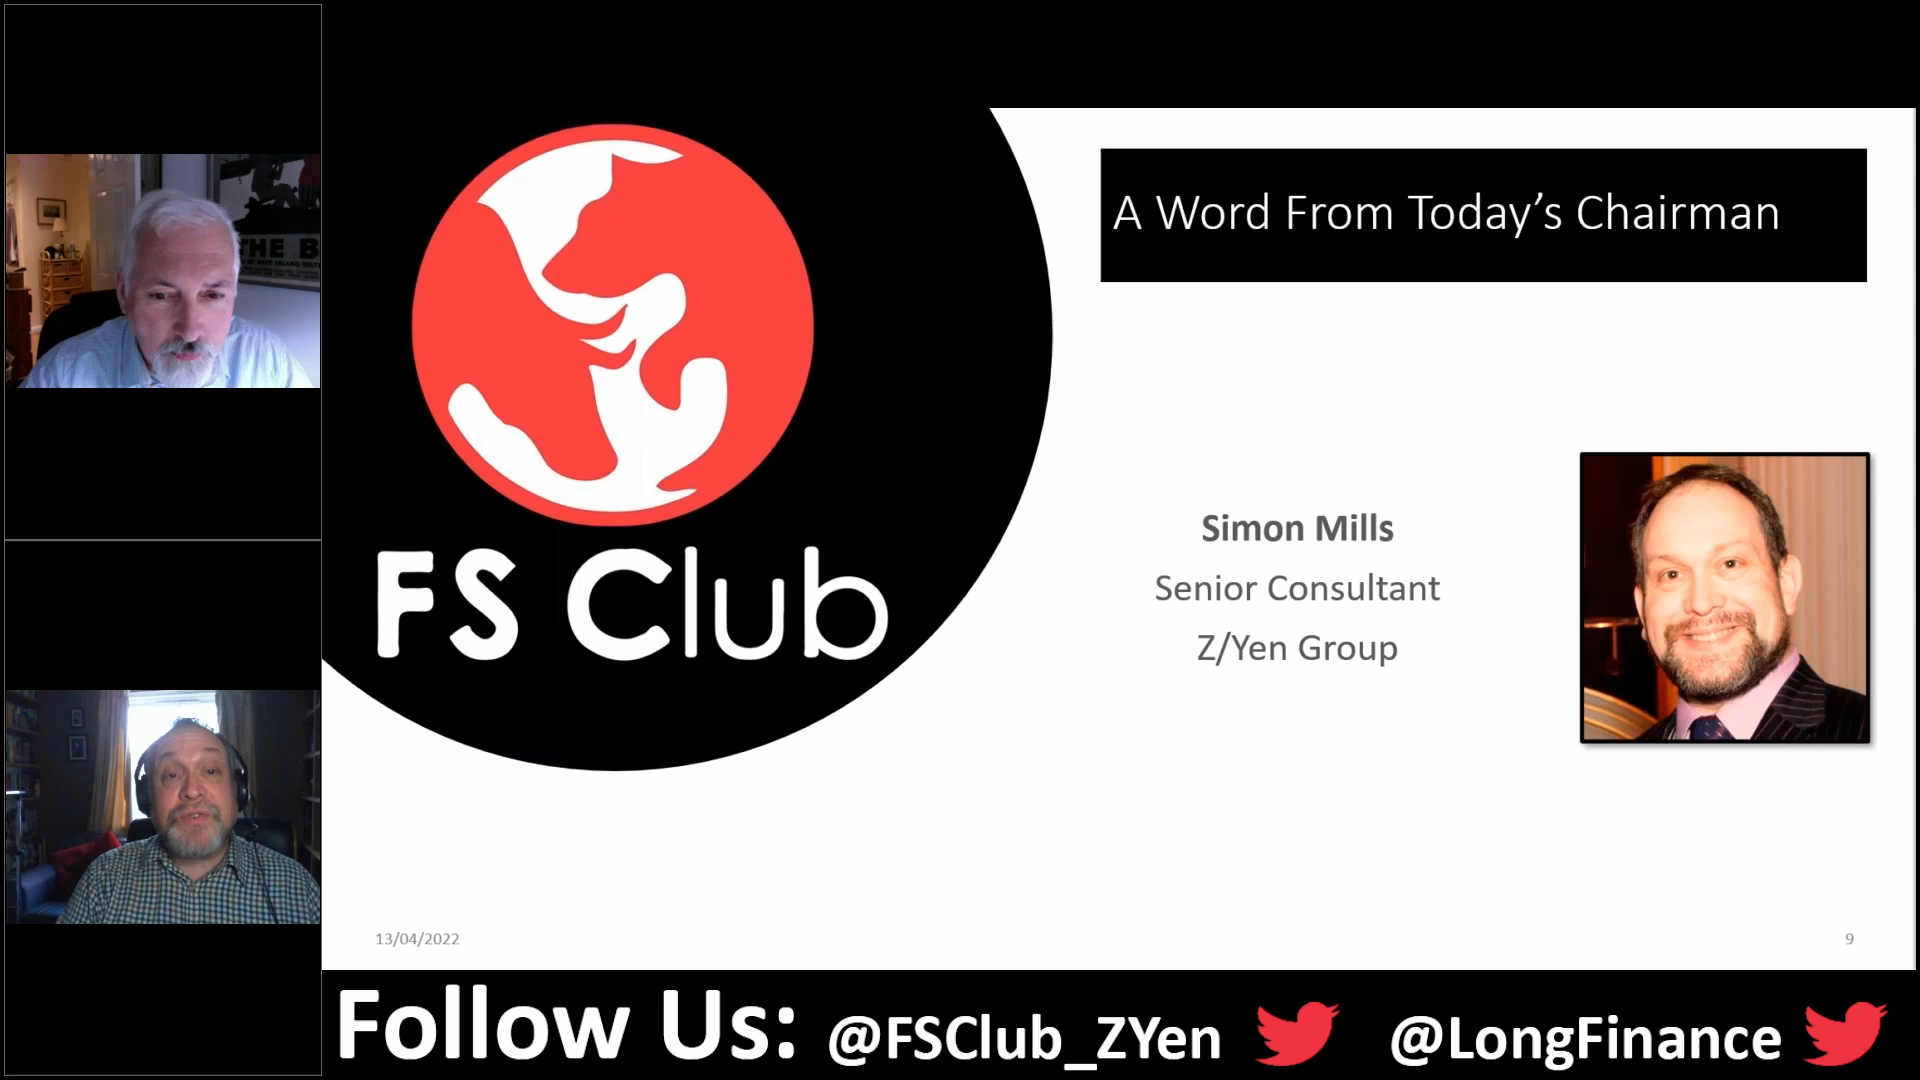 THE B
FS Club
A Word From Today’s Chairman
Simon Mills
Senior Consultant
Z/Yen Group
13/04/2022
9
Follow Us: @FSClub_ZYen @LongFinance